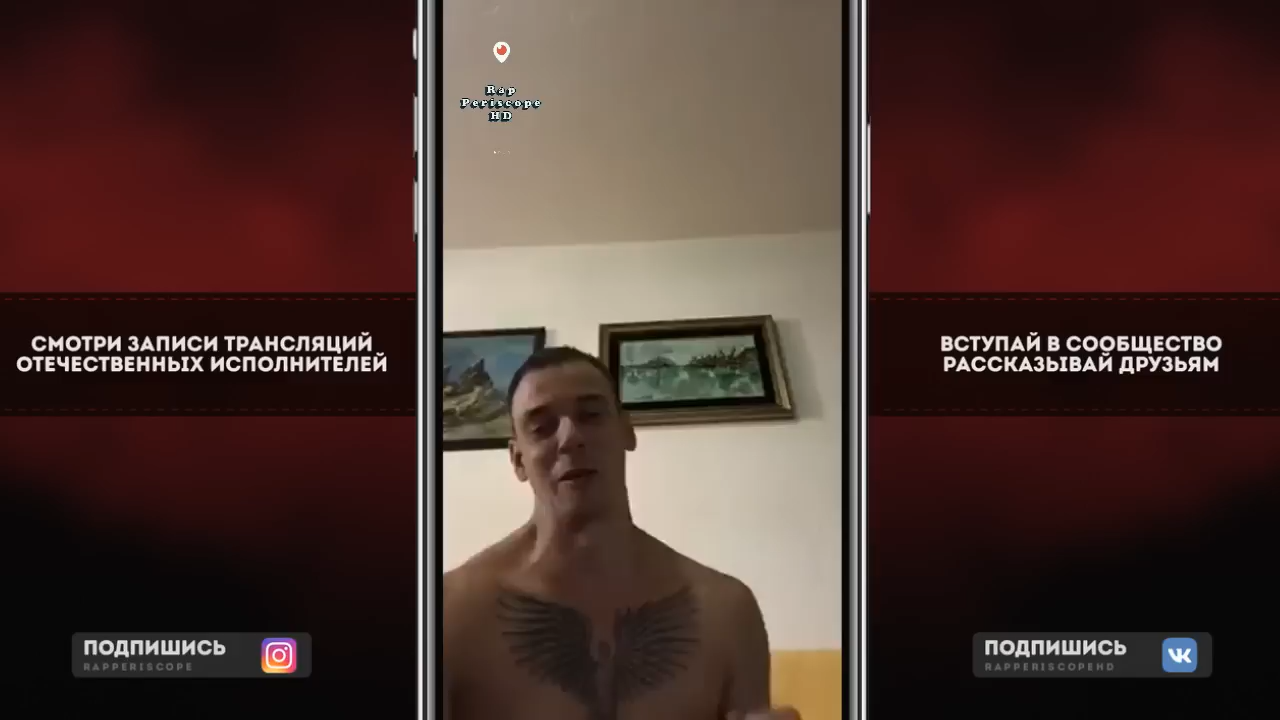 Rap
Periscope
HD
СМОТРИ ЗАПИСИ ТРАНСЛЯЦИЙ
ОТЕЧЕСТВЕННЫХ ИСПОЛНИТЕЛЕЙ
ВСТУПАЙ В СООБЩЕСТВО
РАССКАЗЫВАЙ ДРУЗЬЯМ
ПОДПИШИСЬ
RAPPERISCOPE
ПОДПИШИСЬ
RAPPERISCOPEHD